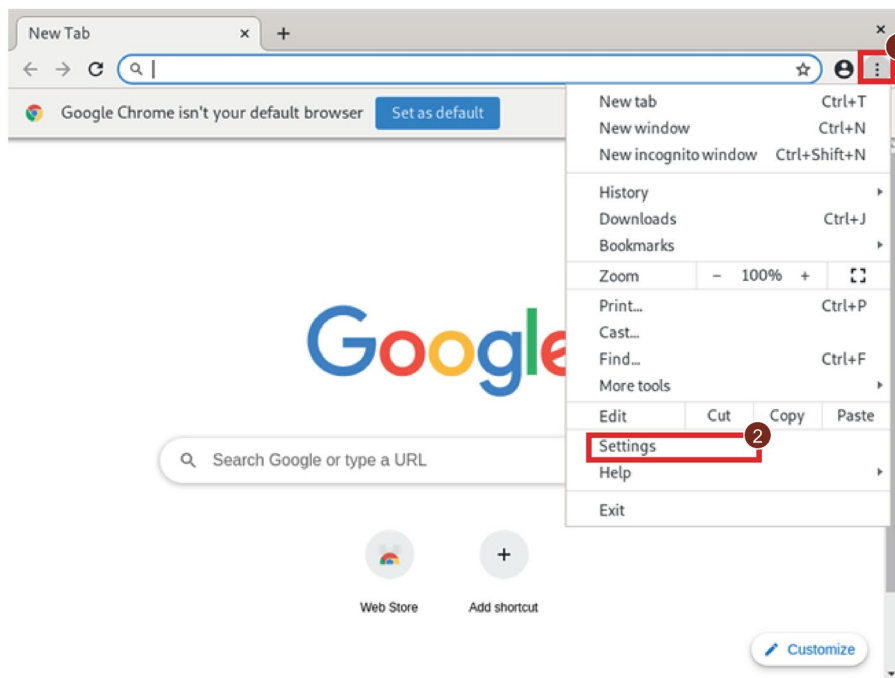 New Tab
Google Chrome isn't your default browser Set as default
New tab Ctrl+T
New window Ctrl+N
New incognito window Ctrl+Shift+N
History
Downloads Ctrl+J
Bookmarks
Zoom - 100% +
Print... Ctrl+P
Cast...
Find... Ctrl+F
More tools
Edit Cut Copy Paste
2
Settings
Help
Exit
Google
Search Google or type a URL
Web Store Add shortcut
Customize